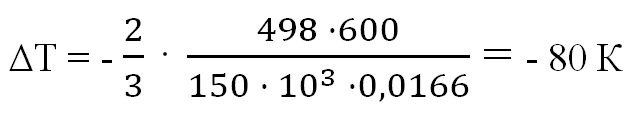 ΔT = - 2/3 · 498 ·600 / 150 · 10³ ·0,0166 = - 80 K